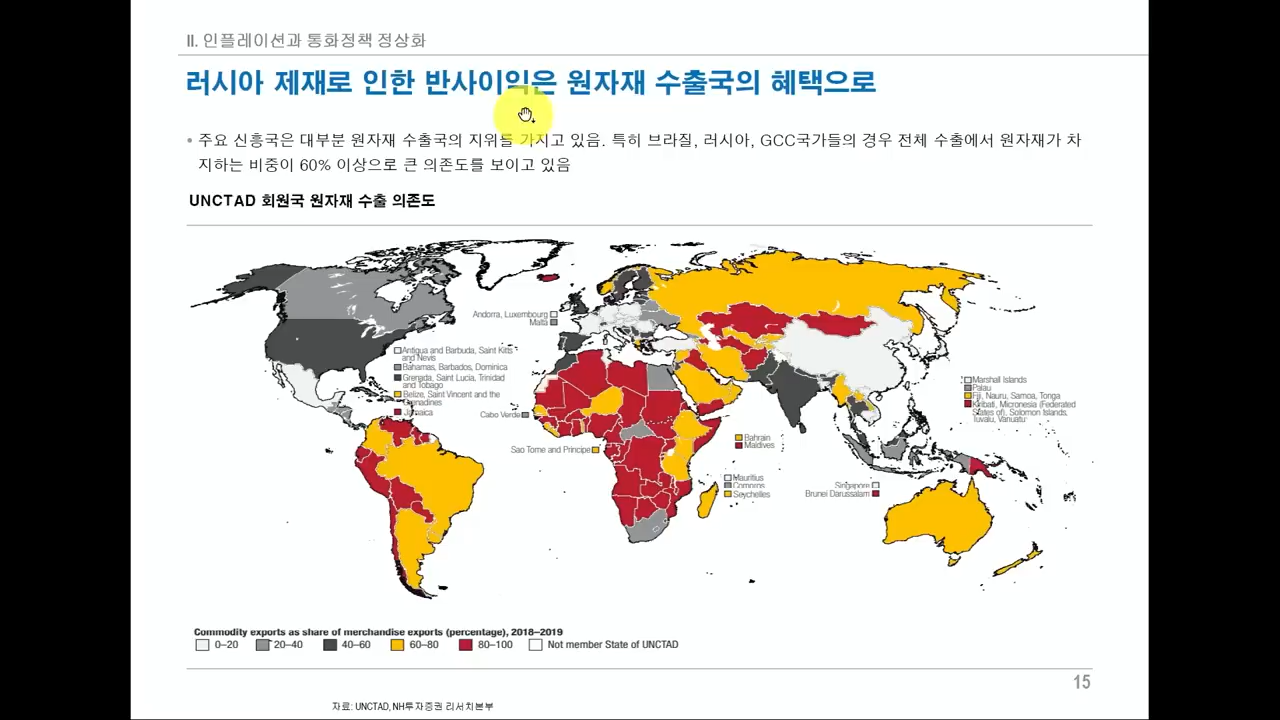 II. 인플레이션과 통화정책 정상화
러시아 제재로 인한 반사이익은 원자재 수출국의 혜택으로
• 주요 신흥국은 대부분 원자재 수출국의 지위를 가지고 있음. 특히 브라질, 러시아, GCC국가들의 경우 전체 수출에서 원자재가 차
지하는 비중이 60% 이상으로 큰 의존도를 보이고 있음
UNCTAD 회원국 원자재 수출 의존도
Andorra, Luxembourg
Malta
Antigua and Barbuda, Saint Kitts
and Nevis
Bahamas, Barbados, Dominica
Grenada, Saint Lucia, Trinidad
and Tobago
Belize, Saint Vincent and the
Grenadines
Jamaica
Cabo Verde
Sao Tome and Principe
Bahrain
Maldives
Mauritius
Comoros
Seychelles
Singapore
Brunei Darussalam
Marshall Islands
Palau
Fiji, Nauru, Samoa, Tonga
Kiribati, Micronesia (Federated
States of), Solomon Islands,
Tuvalu, Vanuatu
Commodity exports as share of merchandise exports (percentage), 2018–2019
0–20 20–40 40–60 60–80 80–100 Not member State of UNCTAD
15
자료: UNCTAD, NH투자증권 리서치본부